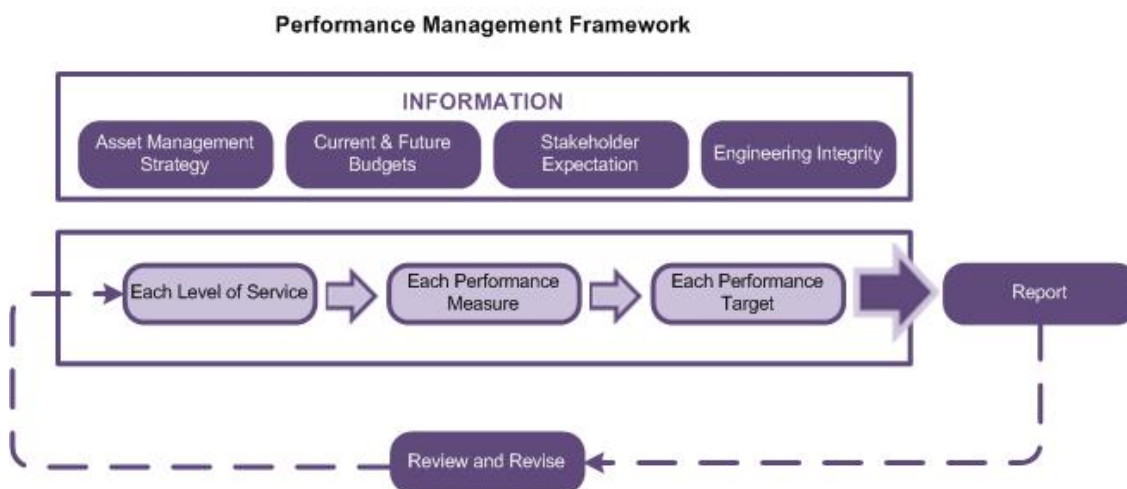 Performance Management Framework
INFORMATION
Asset Management
Strategy
Current & Future
Budgets
Stakeholder
Expectation
Engineering Integrity
Each Level of Service
Each Performance
Measure
Each Performance
Target
Report
Review and Revise